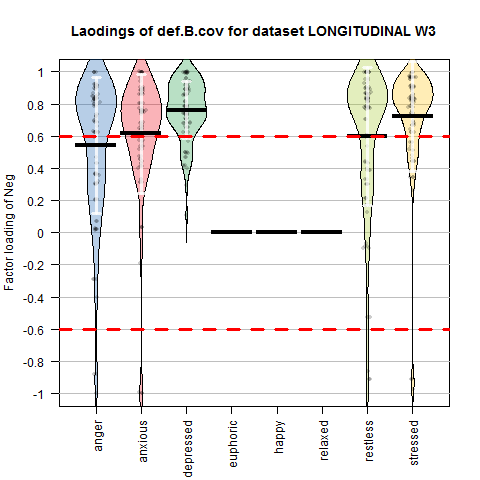 Laodings of def.B.cov for dataset LONGITUDINAL W3
Factor loading of Neg
1
0.8
0.6
0.4
0.2
0
-0.2
-0.4
-0.6
-0.8
-1
anger
anxious
depressed
euphoric
happy
relaxed
restless
stressed